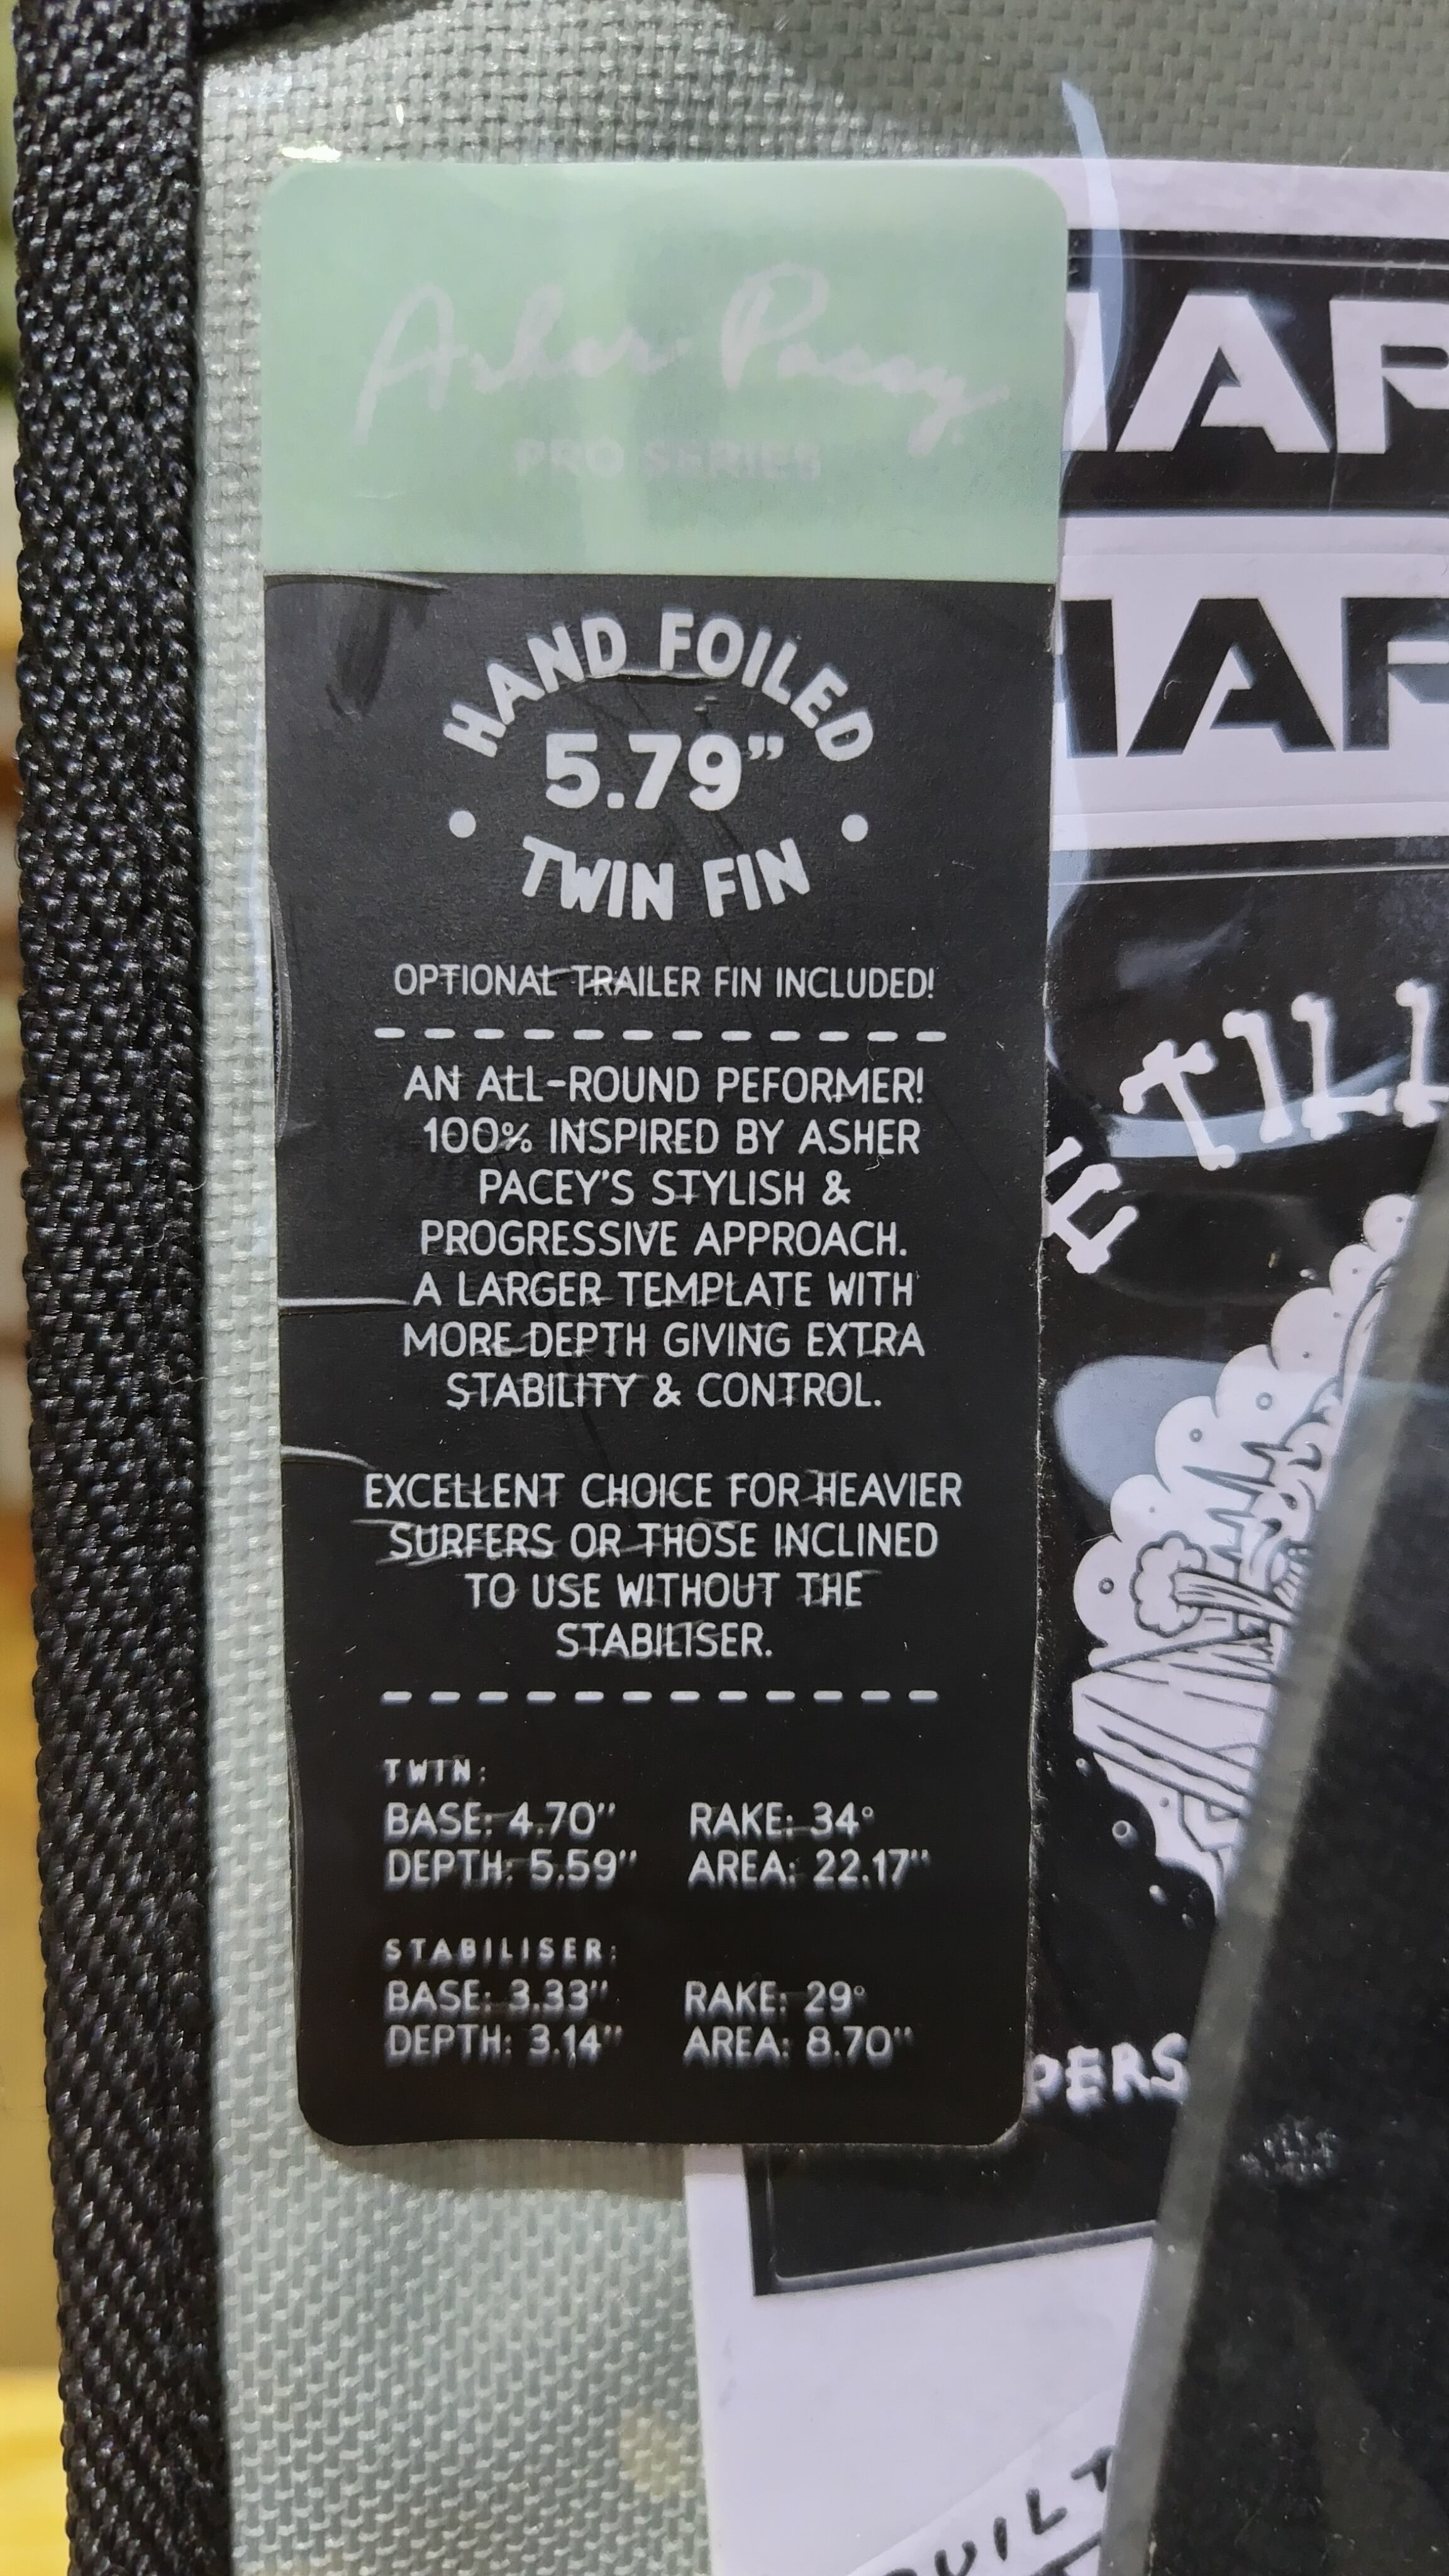 Asher Pacey
PRO SERIES
HAND FOILED
5.79"
TWIN FIN
OPTIONAL TRAILER FIN INCLUDED!
AN ALL-ROUND PEFORMER!
100% INSPIRED BY ASHER
PACEY'S STYLISH &
PROGRESSIVE APPROACH.
A LARGER TEMPLATE WITH
MORE DEPTH GIVING EXTRA
STABILITY & CONTROL.
EXCELLENT CHOICE FOR HEAVIER
SURFERS OR THOSE INCLINED
TO USE WITHOUT THE
STABILISER.
TWIN:
BASE: 4.70" RAKE: 34°
DEPTH: 5.59" AREA: 22.17"
STABILISER:
BASE: 3.33" RAKE: 29°
DEPTH: 3.14" AREA: 8.70"
TILL